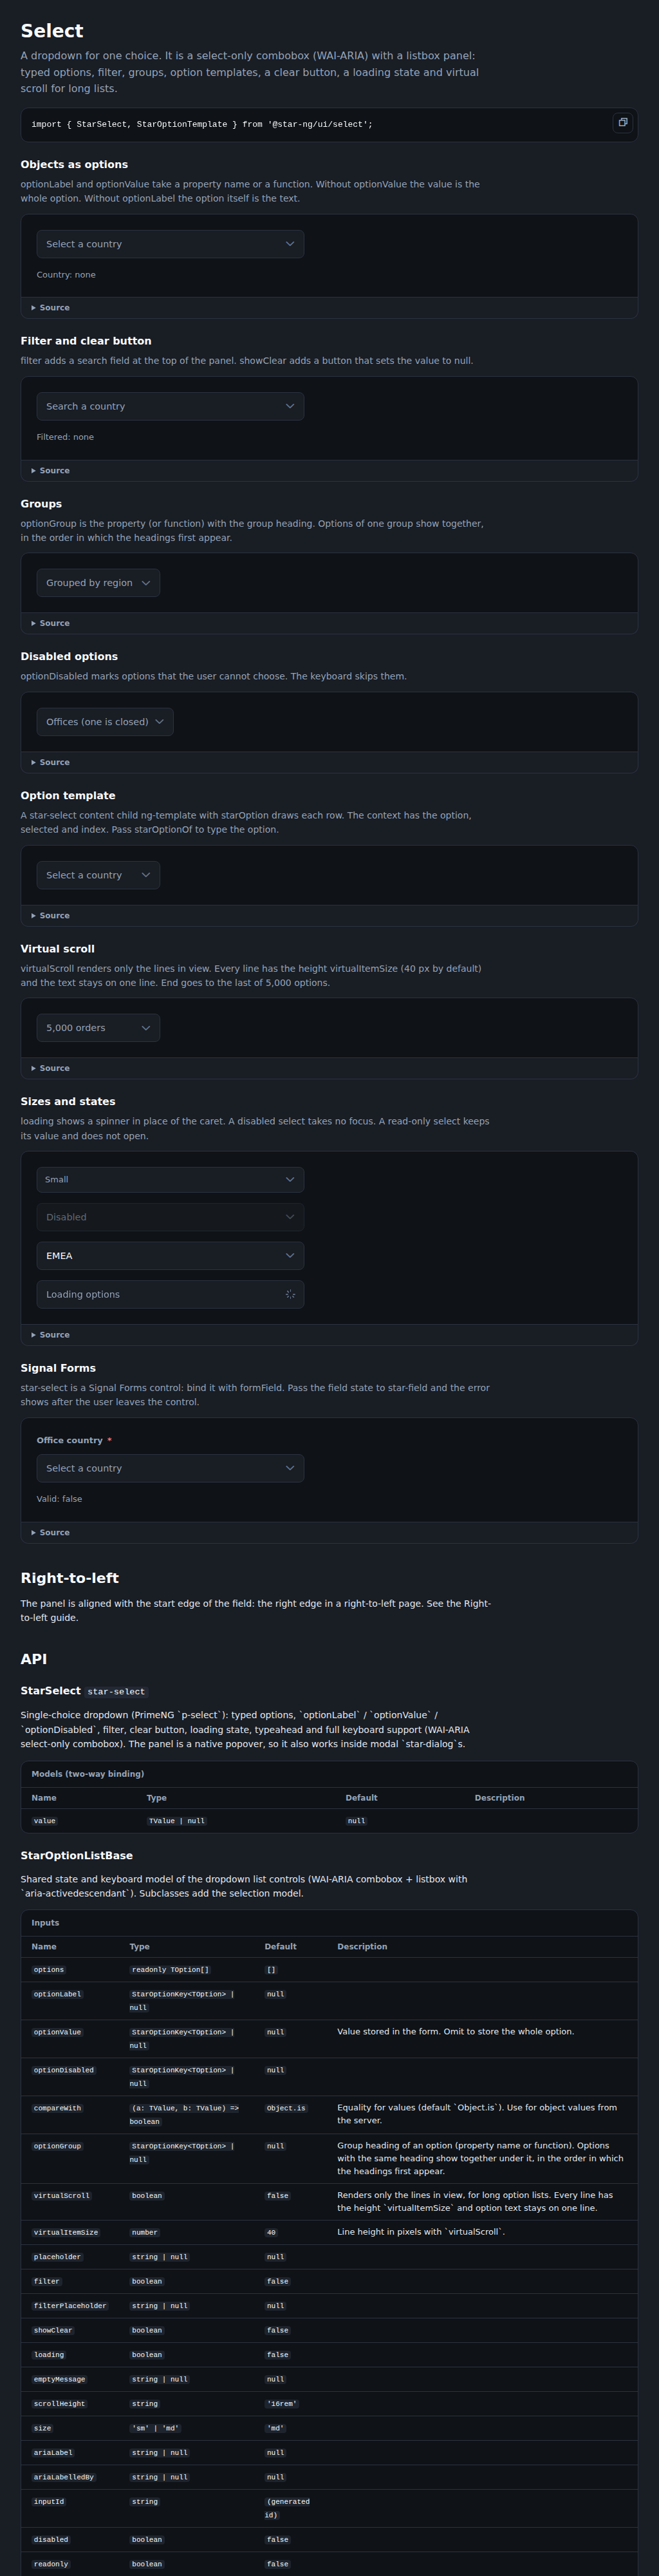 Select
A dropdown for one choice. It is a select-only combobox (WAI-ARIA) with a listbox panel:
typed options, filter, groups, option templates, a clear button, a loading state and virtual
scroll for long lists.
import { StarSelect, StarOptionTemplate } from '@star-ng/ui/select';
Objects as options
optionLabel and optionValue take a property name or a function. Without optionValue the value is the
whole option. Without optionLabel the option itself is the text.
Select a country
Country: none
Source
Filter and clear button
filter adds a search field at the top of the panel. showClear adds a button that sets the value to null.
Search a country
Filtered: none
Source
Groups
optionGroup is the property (or function) with the group heading. Options of one group show together,
in the order in which the headings first appear.
Grouped by region
Source
Disabled options
optionDisabled marks options that the user cannot choose. The keyboard skips them.
Offices (one is closed)
Source
Option template
A star-select content child ng-template with starOption draws each row. The context has the option,
selected and index. Pass starOptionOf to type the option.
Select a country
Source
Virtual scroll
virtualScroll renders only the lines in view. Every line has the height virtualItemSize (40 px by default)
and the text stays on one line. End goes to the last of 5,000 options.
5,000 orders
Source
Sizes and states
loading shows a spinner in place of the caret. A disabled select takes no focus. A read-only select keeps
its value and does not open.
Small
Disabled
EMEA
Loading options
Source
Signal Forms
star-select is a Signal Forms control: bind it with formField. Pass the field state to star-field and the error
shows after the user leaves the control.
Office country *
Select a country
Valid: false
Source
Right-to-left
The panel is aligned with the start edge of the field: the right edge in a right-to-left page. See the Right-
to-left guide.
API
StarSelect star-select
Single-choice dropdown (PrimeNG `p-select`): typed options, `optionLabel` / `optionValue` /
`optionDisabled`, filter, clear button, loading state, typeahead and full keyboard support (WAI-ARIA
select-only combobox). The panel is a native popover, so it also works inside modal `star-dialog`s.
Models (two-way binding)
Name Type Default Description
value TValue | null null
StarOptionListBase
Shared state and keyboard model of the dropdown list controls (WAI-ARIA combobox + listbox with
`aria-activedescendant`). Subclasses add the selection model.
Inputs
Name Type Default Description
options readonly TOption[] []
optionLabel StarOptionKey<TOption> | null
null
optionValue StarOptionKey<TOption> | null Value stored in the form. Omit to store the whole option.
null
optionDisabled StarOptionKey<TOption> | null
null
compareWith (a: TValue, b: TValue) => Object.is Equality for values (default `Object.is`). Use for object values from
boolean the server.
optionGroup StarOptionKey<TOption> | null Group heading of an option (property name or function). Options
null with the same heading show together under it, in the order in which
the headings first appear.
virtualScroll boolean false Renders only the lines in view, for long option lists. Every line has
the height `virtualItemSize` and option text stays on one line.
virtualItemSize number 40 Line height in pixels with `virtualScroll`.
placeholder string | null null
filter boolean false
filterPlaceholder string | null null
showClear boolean false
loading boolean false
emptyMessage string | null null
scrollHeight string '16rem'
size 'sm' | 'md' 'md'
ariaLabel string | null null
ariaLabelledBy string | null null
inputId string (generated
id)
disabled boolean false
readonly boolean false